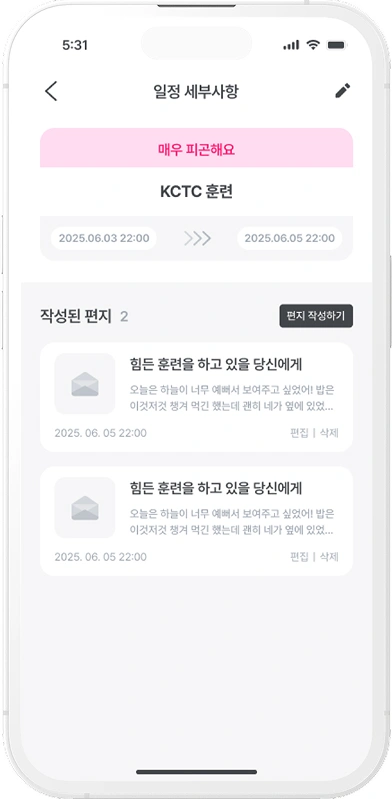 5:31
일정 세부사항
매우 피곤해요
KCTC 훈련
2025.06.03 22:00
2025.06.05 22:00
작성된 편지 2
편지 작성하기
힘든 훈련을 하고 있을 당신에게
오늘은 하늘이 너무 예뻐서 보여주고 싶었어! 밥은
이것저것 챙겨 먹긴 했는데 괜히 네가 옆에 있었...
2025. 06. 05 22:00
편집 | 삭제
힘든 훈련을 하고 있을 당신에게
오늘은 하늘이 너무 예뻐서 보여주고 싶었어! 밥은
이것저것 챙겨 먹긴 했는데 괜히 네가 옆에 있었...
2025. 06. 05 22:00
편집 | 삭제